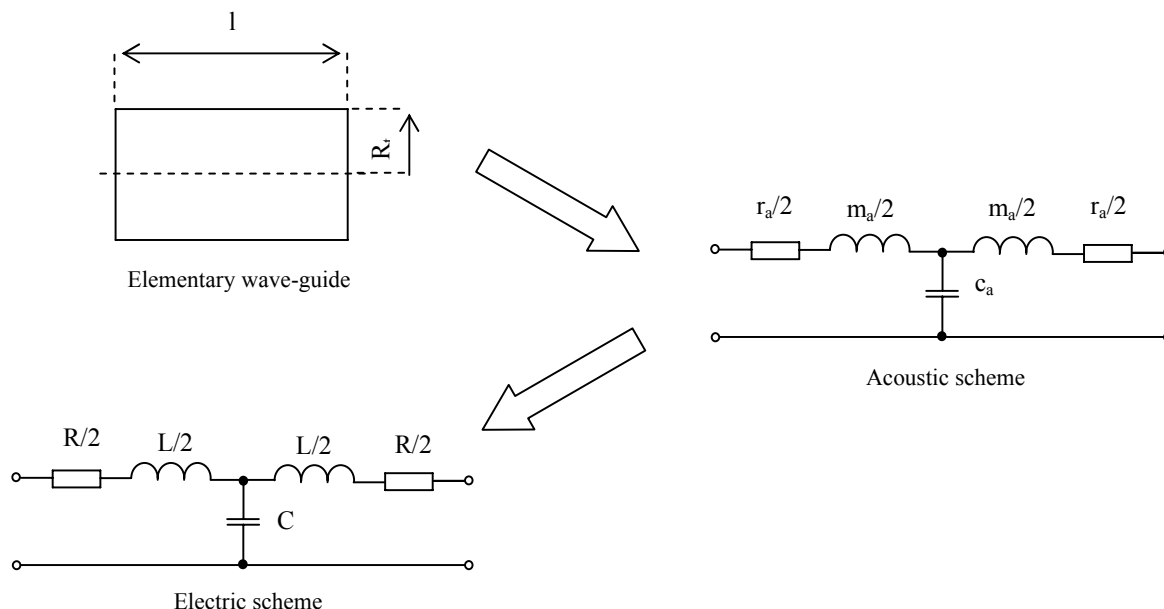 l
R_t
Elementary wave-guide
r_a/2 m_a/2 m_a/2 r_a/2
c_a
Acoustic scheme
R/2 L/2 L/2 R/2
C
Electric scheme